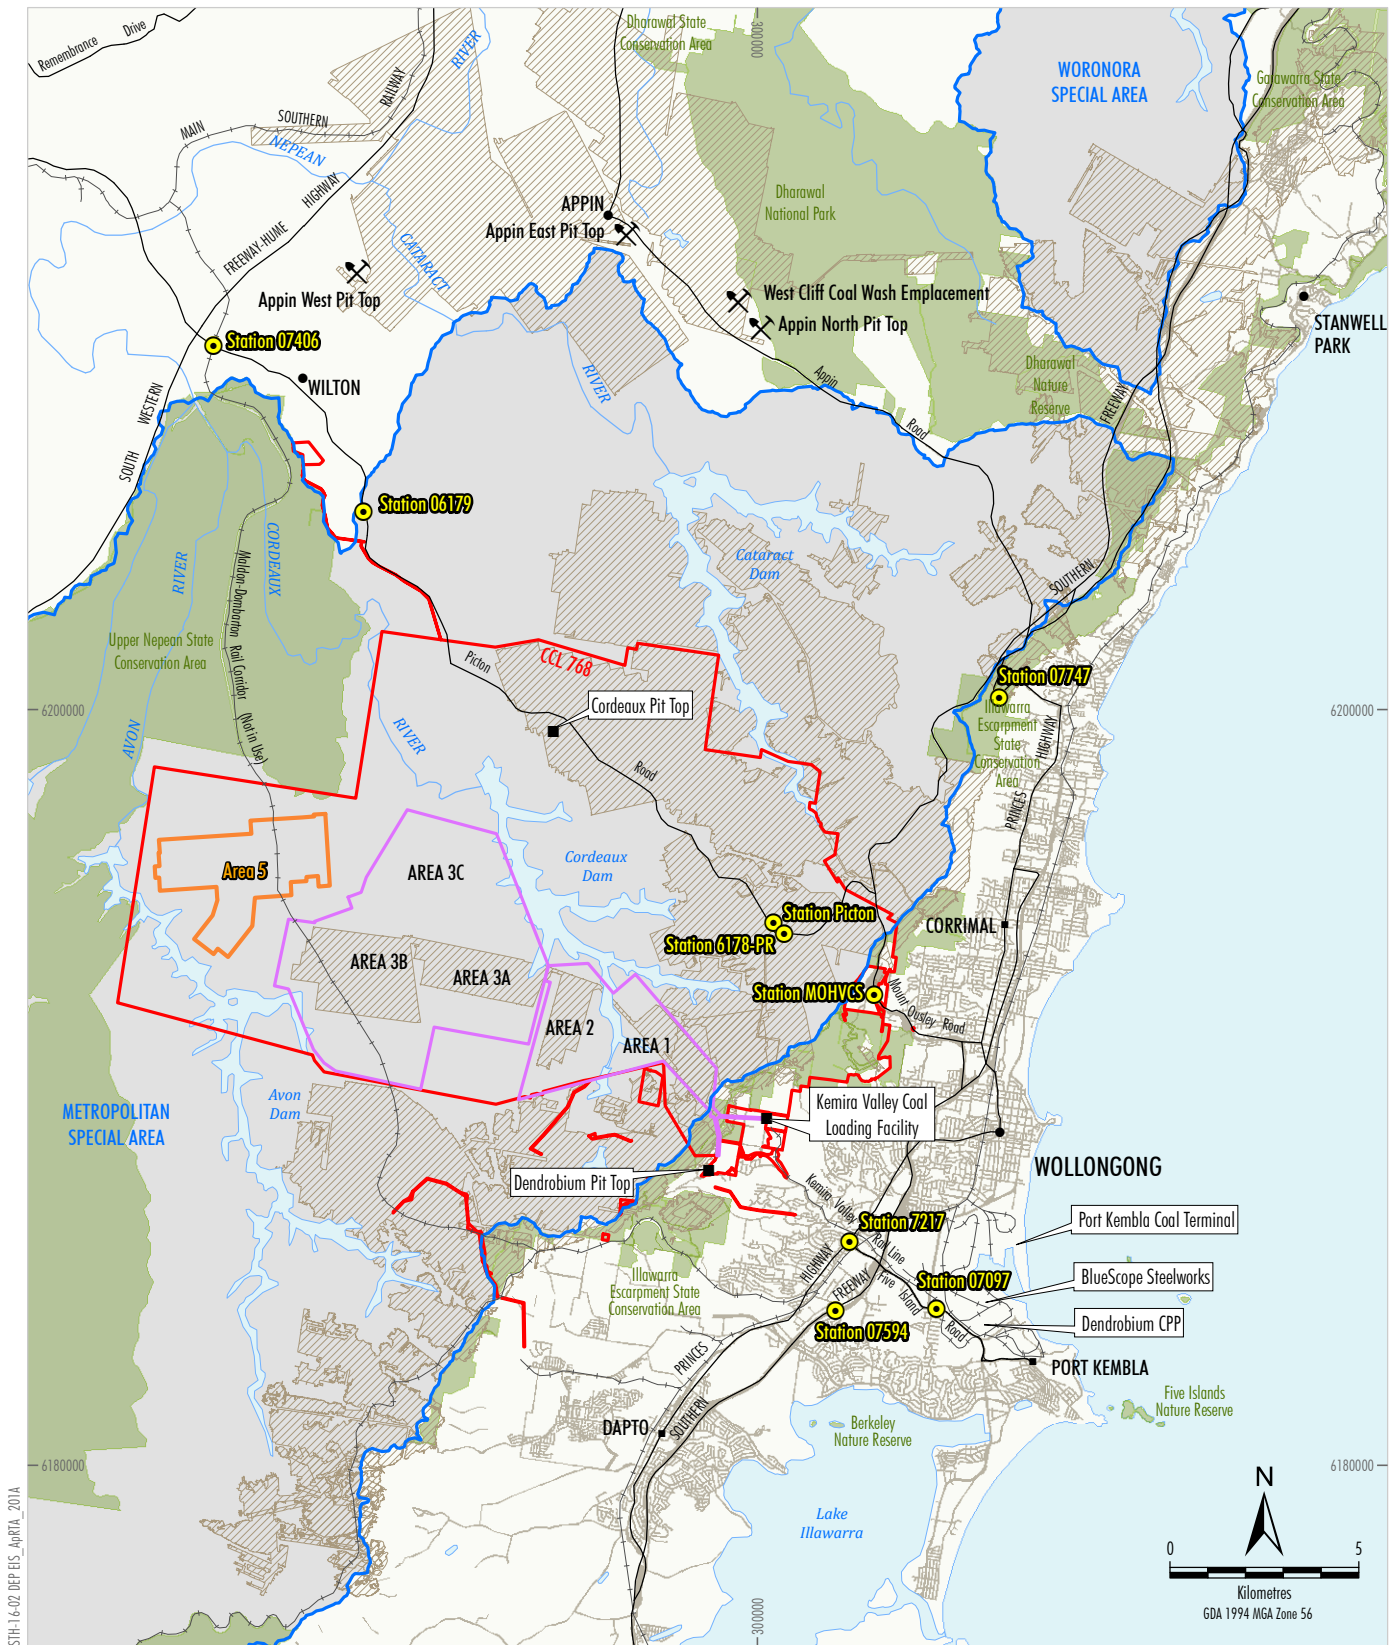 Remembrance Drive
MAIN SOUTHERN RAILWAY
NEPEAN
RIVER
FREEWAY-HUME HIGHWAY
CATARACT
RIVER
Dharawal State
Conservation Area
300000
WORONORA
SPECIAL AREA
Garawarra State
Conservation Area
APPIN
Appin East Pit Top
Appin West Pit Top
Dharawal
National Park
West Cliff Coal Wash Emplacement
Appin North Pit Top
STANWELL
PARK
Station 07406
WILTON
SOUTH WESTERN
Appin Road
Dharawal
Nature
Reserve
FREEWAY
SOUTHERN
Station 06179
CORDEAUX
RIVER
RIVER
AVON
Maldon-Dombarton Rail Corridor (Not in Use)
Upper Nepean State
Conservation Area
Cataract
Dam
CCL 768
Picton
Road
Cordeaux Pit Top
Station 07747
Illawarra
Escarpment
State
Conservation
Area
PRINCES
HIGHWAY
6200000
6200000
Area 5
AREA 3C
Cordeaux
Dam
Station Picton
Station 6178-PR
CORRIMAL
AREA 3B
AREA 3A
Station MOHVCS
Mount Ousley Road
AREA 2
AREA 1
Avon
Dam
METROPOLITAN
SPECIAL AREA
Kemira Valley Coal
Loading Facility
Dendrobium Pit Top
WOLLONGONG
Kemira Valley
Rail Line
Station 7217
Port Kembla Coal Terminal
Station 07097
BlueScope Steelworks
Dendrobium CPP
Five Island
Road
HIGHWAY
FREEWAY
Illawarra
Escarpment State
Conservation Area
Station 07594
PRINCES
SOUTHERN
PORT KEMBLA
Five Islands
Nature Reserve
DAPTO
Berkeley
Nature Reserve
6180000
6180000
Lake
Illawarra
N
0 5
Kilometres
GDA 1994 MGA Zone 56
300000
STH-16-02 DEP EIS_ApRTA_201A